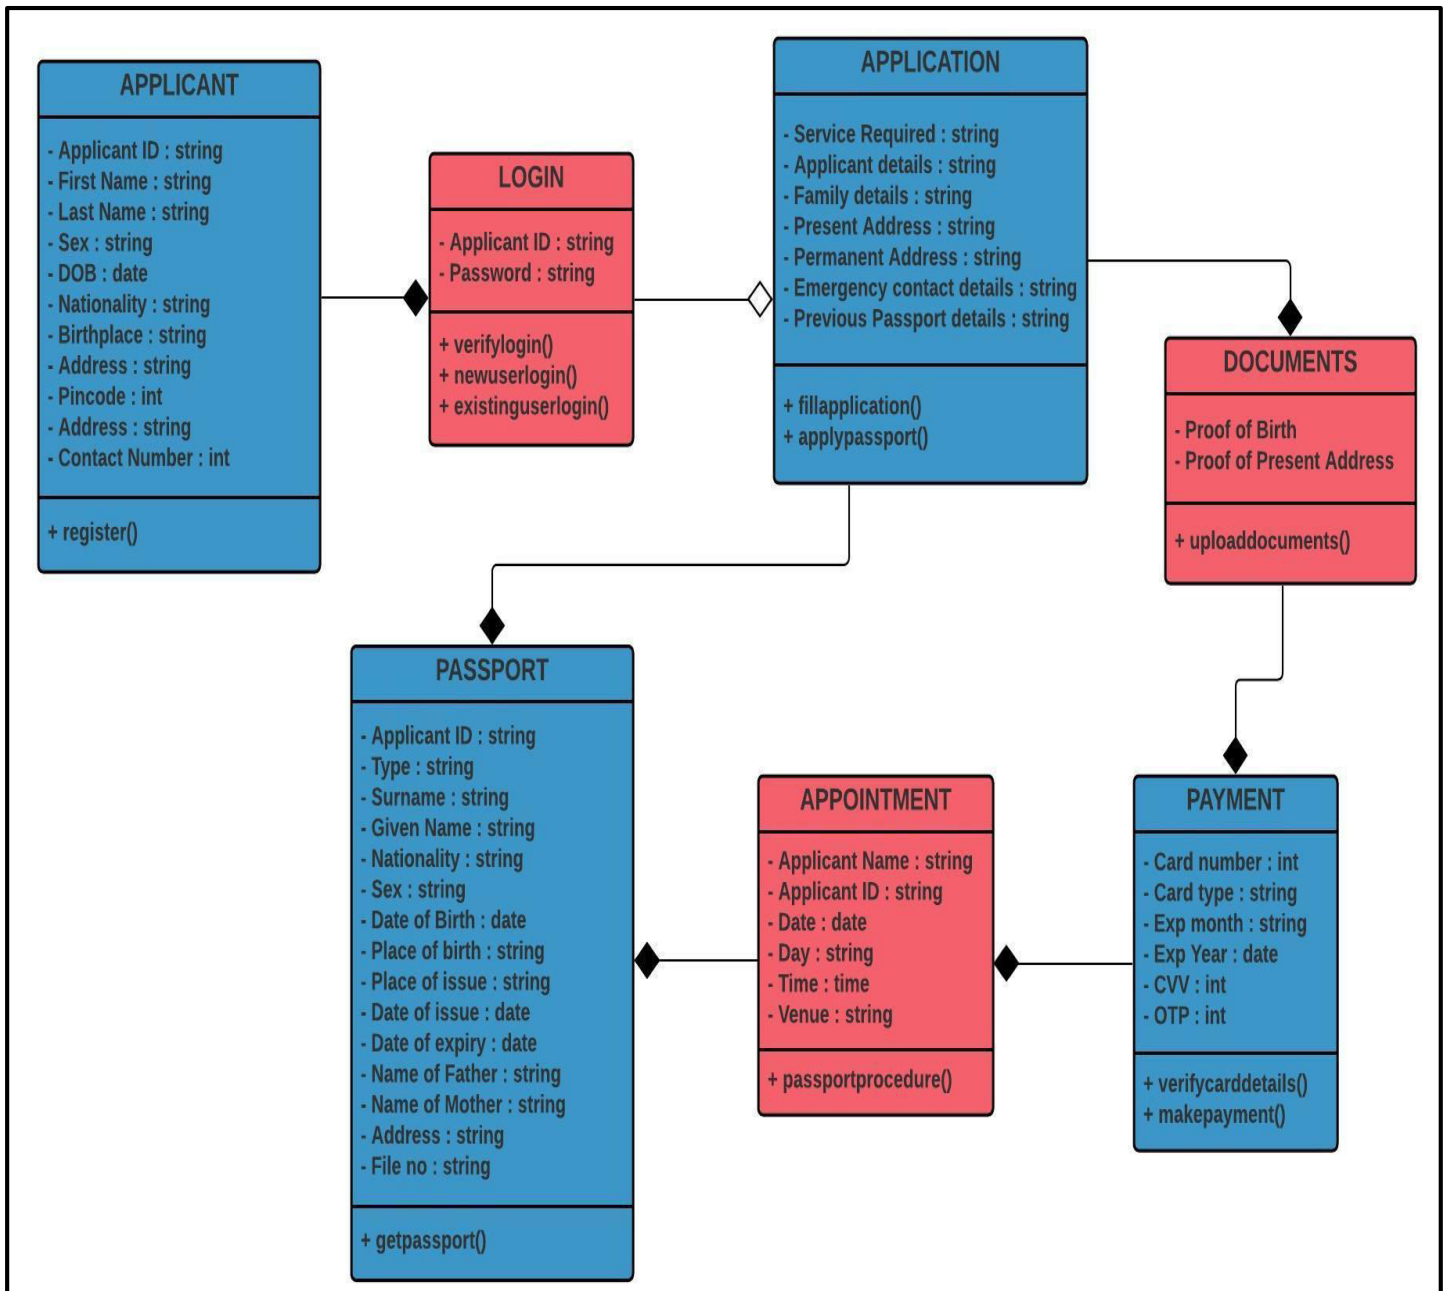 APPLICANT
- Applicant ID : string
- First Name : string
- Last Name : string
- Sex : string
- DOB : date
- Nationality : string
- Birthplace : string
- Address : string
- Pincode : int
- Address : string
- Contact Number : int
+ register()
LOGIN
- Applicant ID : string
- Password : string
+ verifylogin()
+ newuserlogin()
+ existinguserlogin()
APPLICATION
- Service Required : string
- Applicant details : string
- Family details : string
- Present Address : string
- Permanent Address : string
- Emergency contact details : string
- Previous Passport details : string
+ fillapplication()
+ applypassport()
DOCUMENTS
- Proof of Birth
- Proof of Present Address
+ uploaddocuments()
PASSPORT
- Applicant ID : string
- Type : string
- Surname : string
- Given Name : string
- Nationality : string
- Sex : string
- Date of Birth : date
- Place of birth : string
- Place of issue : string
- Date of issue : date
- Date of expiry : date
- Name of Father : string
- Name of Mother : string
- Address : string
- File no : string
+ getpassport()
APPOINTMENT
- Applicant Name : string
- Applicant ID : string
- Date : date
- Day : string
- Time : time
- Venue : string
+ passportprocedure()
PAYMENT
- Card number : int
- Card type : string
- Exp month : string
- Exp Year : date
- CVV : int
- OTP : int
+ verifycarddetails()
+ makepayment()